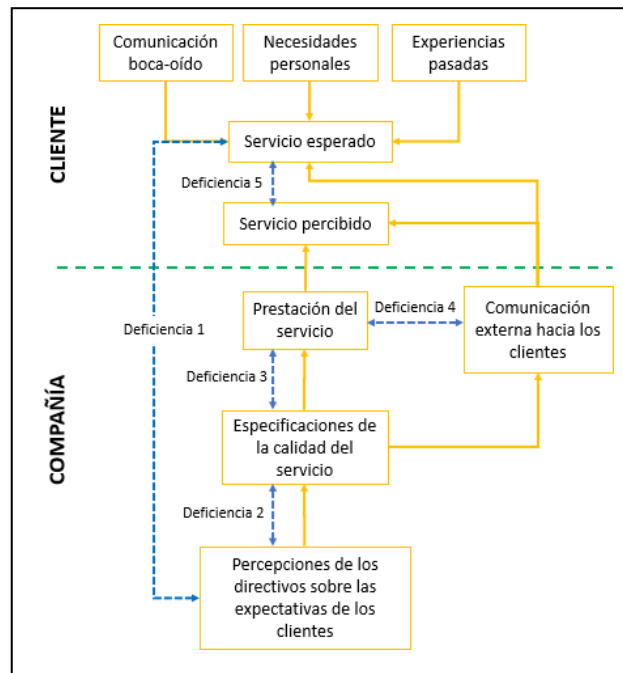 Comunicación
boca-oído
Necesidades
personales
Experiencias
pasadas
CLIENTE
Servicio esperado
Deficiencia 5
Servicio percibido
Prestación del
servicio
Deficiencia 4
Comunicación
externa hacia los
clientes
Deficiencia 1
Deficiencia 3
COMPAÑÍA
Especificaciones de
la calidad del
servicio
Deficiencia 2
Percepciones de los
directivos sobre las
expectativas de los
clientes